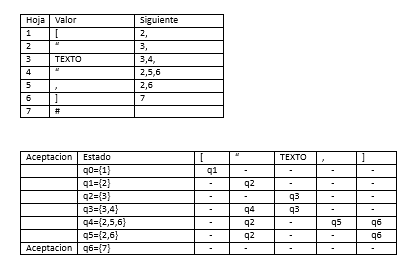 Hoja Valor Siguiente
1 [ 2,
2 " 3,
3 TEXTO 3,4,
4 " 2,5,6
5 , 2,6
6 ] 7
7 #
Aceptacion Estado [ " TEXTO , ]
q0={1} q1 - - - -
q1={2} - q2 - - -
q2={3} - - q3 - -
q3={3,4} - q4 q3 - -
q4={2,5,6} - q2 - q5 q6
q5={2,6} - q2 - - q6
Aceptacion q6={7} - - - - -